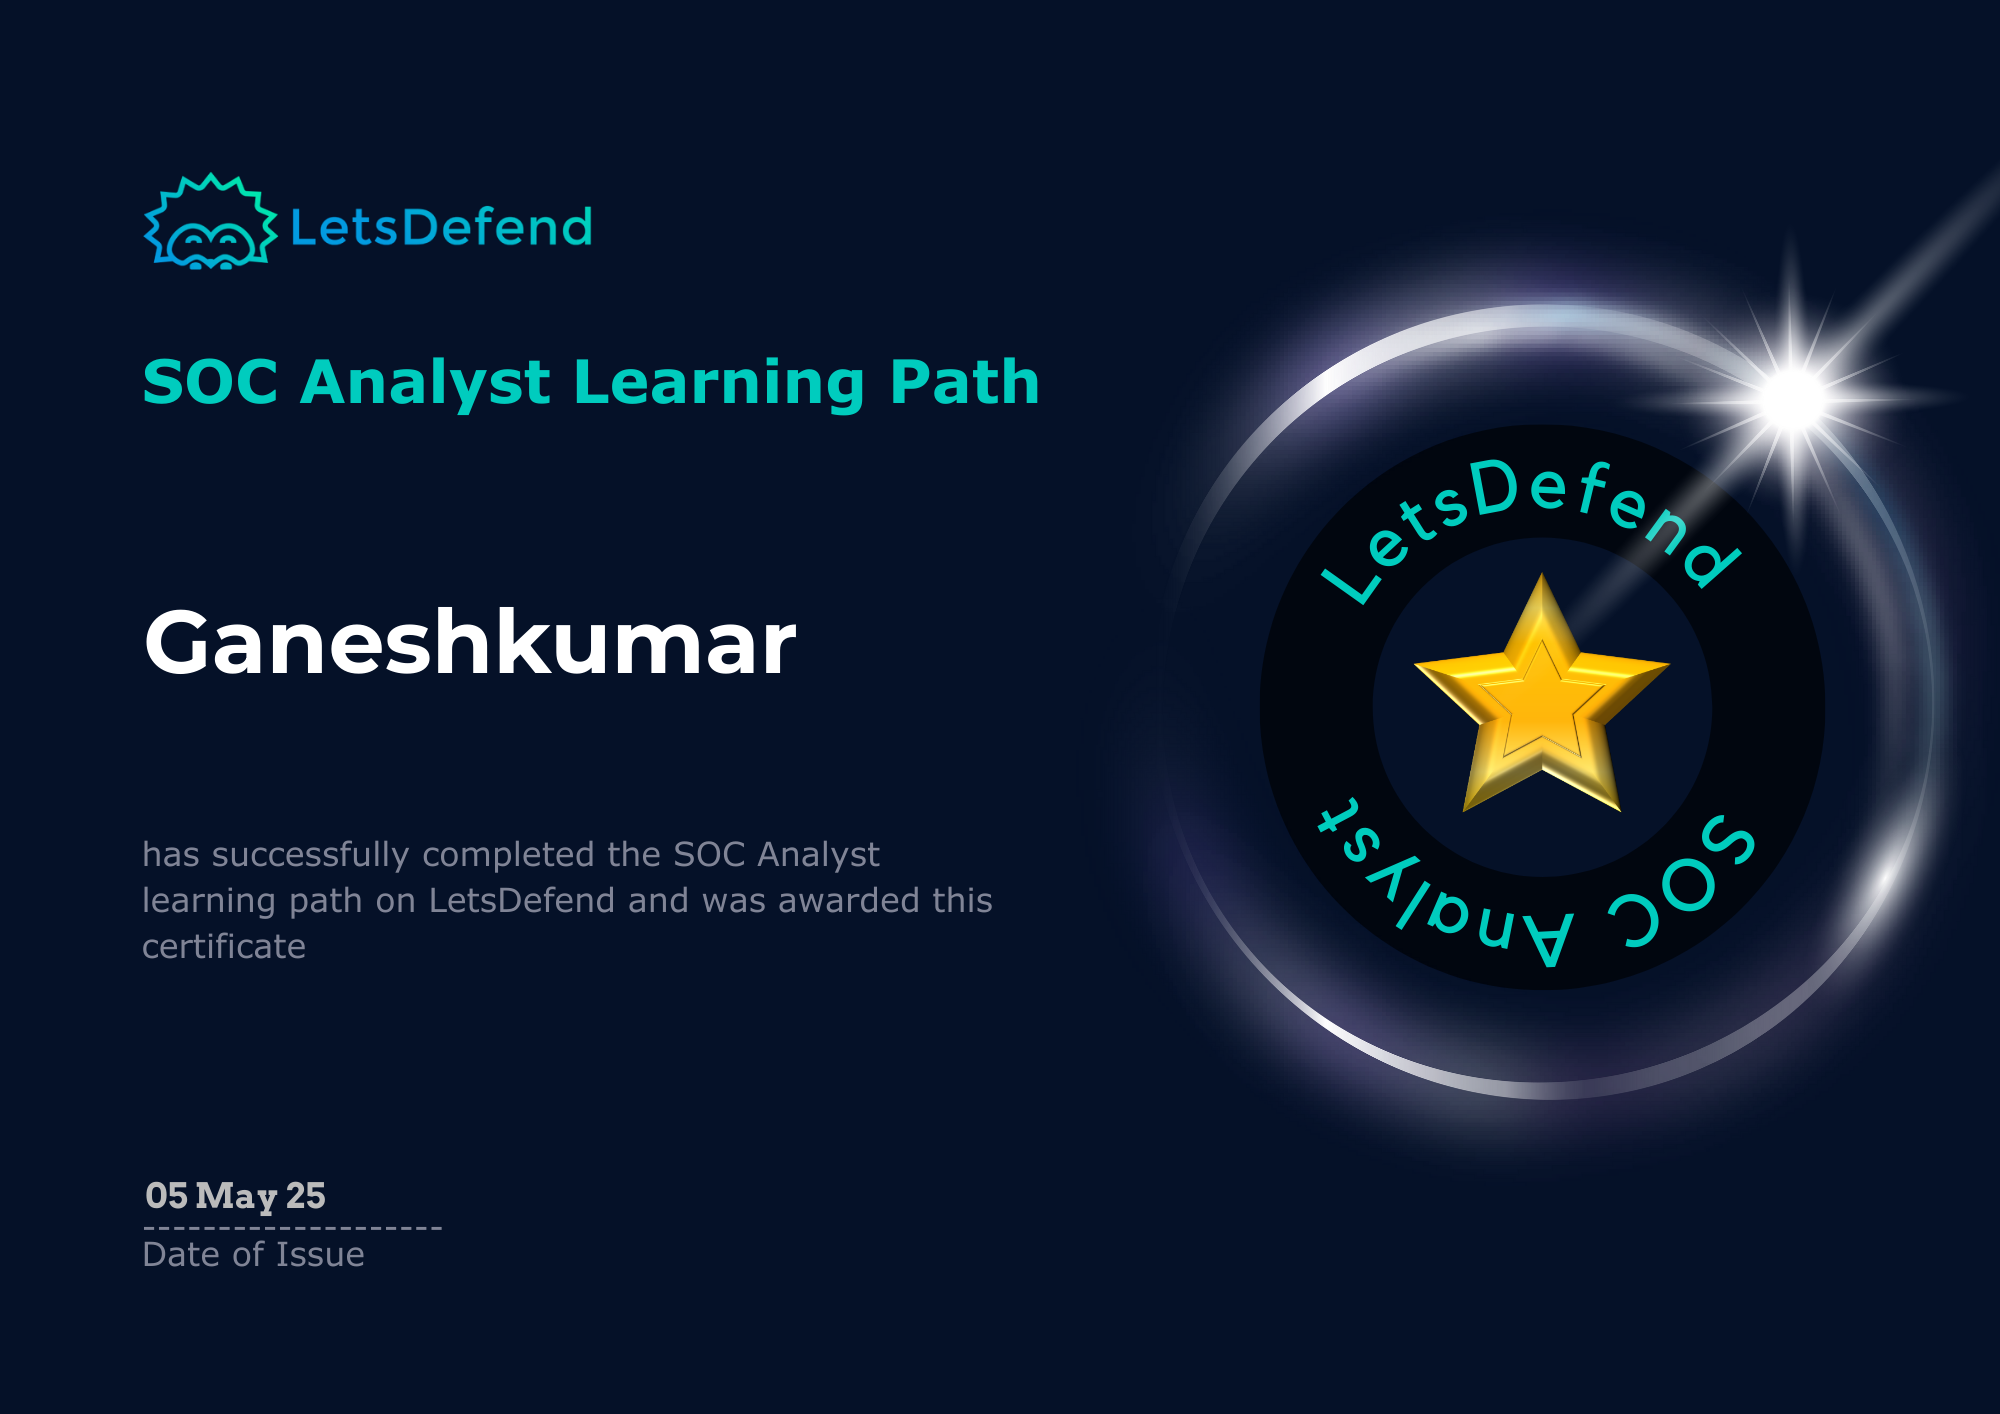 LetsDefend
SOC Analyst Learning Path
Ganeshkumar
has successfully completed the SOC Analyst
learning path on LetsDefend and was awarded this
certificate
05 May 25
--------------------
Date of Issue
LetsDefend
SOC Analyst